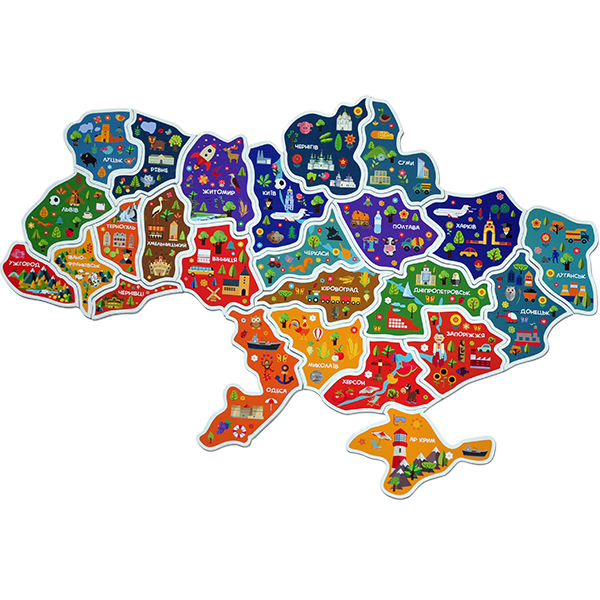 ЧЕРНІГІВ
СУМИ
ЛУЦЬК
РІВНЕ
ЖИТОМИР
КИЇВ
ЛЬВІВ
ТЕРНОПІЛЬ
ХМЕЛЬНИЦЬКИЙ
ВІННИЦЯ
ЧЕРКАСИ
ПОЛТАВА
ХАРКІВ
ЛУГАНСЬК
УЖГОРОД
ІВАНО-
ФРАНКІВСЬК
ЧЕРНІВЦІ
КІРОВОГРАД
ДНІПРОПЕТРОВСЬК
ДОНЕЦЬК
ЗАПОРІЖЖЯ
МИКОЛАЇВ
ХЕРСОН
ОДЕСА
АР КРИМ